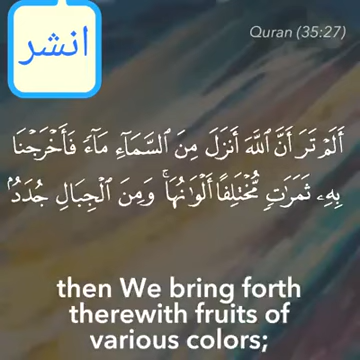 انشر
Quran (35:27)
أَلَمْ تَرَ أَنَّ ٱللَّهَ أَنزَلَ مِنَ ٱلسَّمَآءِ مَآءً فَأَخْرَجْنَا
بِهِۦ ثَمَرَٰتٍ مُّخْتَلِفًا أَلْوَٰنُهَا ۚ وَمِنَ ٱلْجِبَالِ جُدَدٌۢ
then We bring forth
therewith fruits of
various colors;